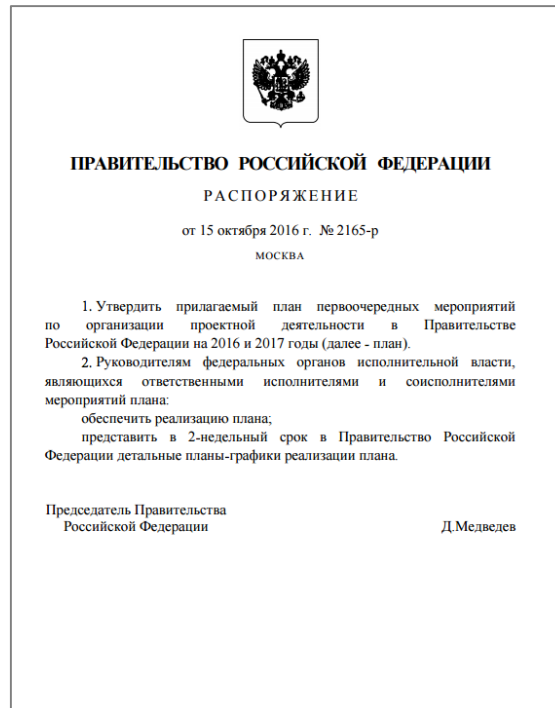 ПРАВИТЕЛЬСТВО РОССИЙСКОЙ ФЕДЕРАЦИИ
РАСПОРЯЖЕНИЕ
от 15 октября 2016 г. № 2165-р
МОСКВА
1. Утвердить прилагаемый план первоочередных мероприятий
по организации проектной деятельности в Правительстве
Российской Федерации на 2016 и 2017 годы (далее - план).
2. Руководителям федеральных органов исполнительной власти,
являющихся ответственными исполнителями и соисполнителями
мероприятий плана:
обеспечить реализацию плана;
представить в 2-недельный срок в Правительство Российской
Федерации детальные планы-графики реализации плана.
Председатель Правительства
Российской Федерации Д.Медведев